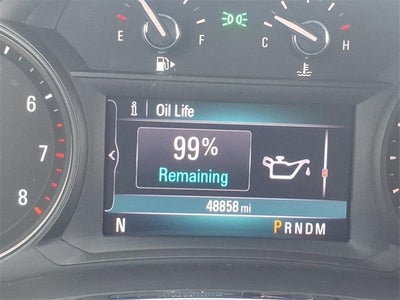 E F C H
6
7
8
i Oil Life
99%
Remaining
48858 mi
N PRNDM